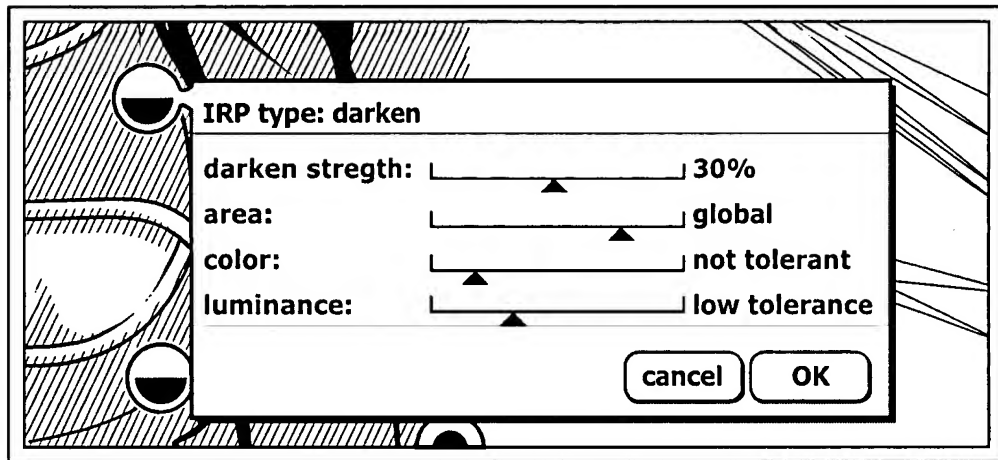 IRP type: darken
darken stregth: 30%
area: global
color: not tolerant
luminance: low tolerance
cancel OK